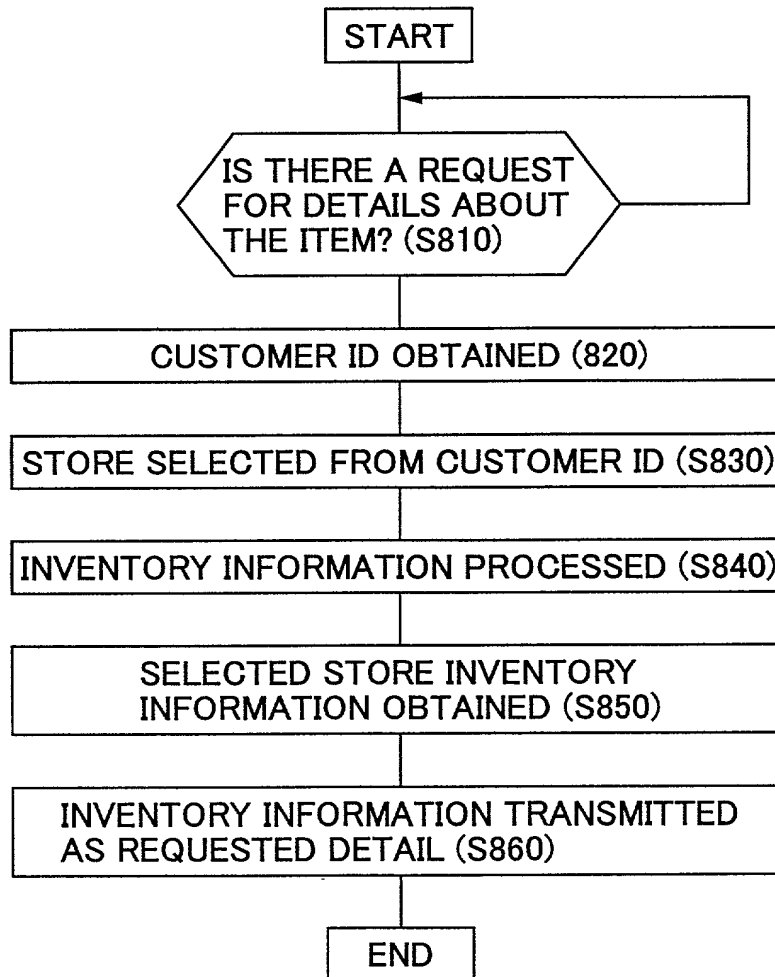 START
IS THERE A REQUEST
FOR DETAILS ABOUT
THE ITEM? (S810)
CUSTOMER ID OBTAINED (820)
STORE SELECTED FROM CUSTOMER ID (S830)
INVENTORY INFORMATION PROCESSED (S840)
SELECTED STORE INVENTORY
INFORMATION OBTAINED (S850)
INVENTORY INFORMATION TRANSMITTED
AS REQUESTED DETAIL (S860)
END